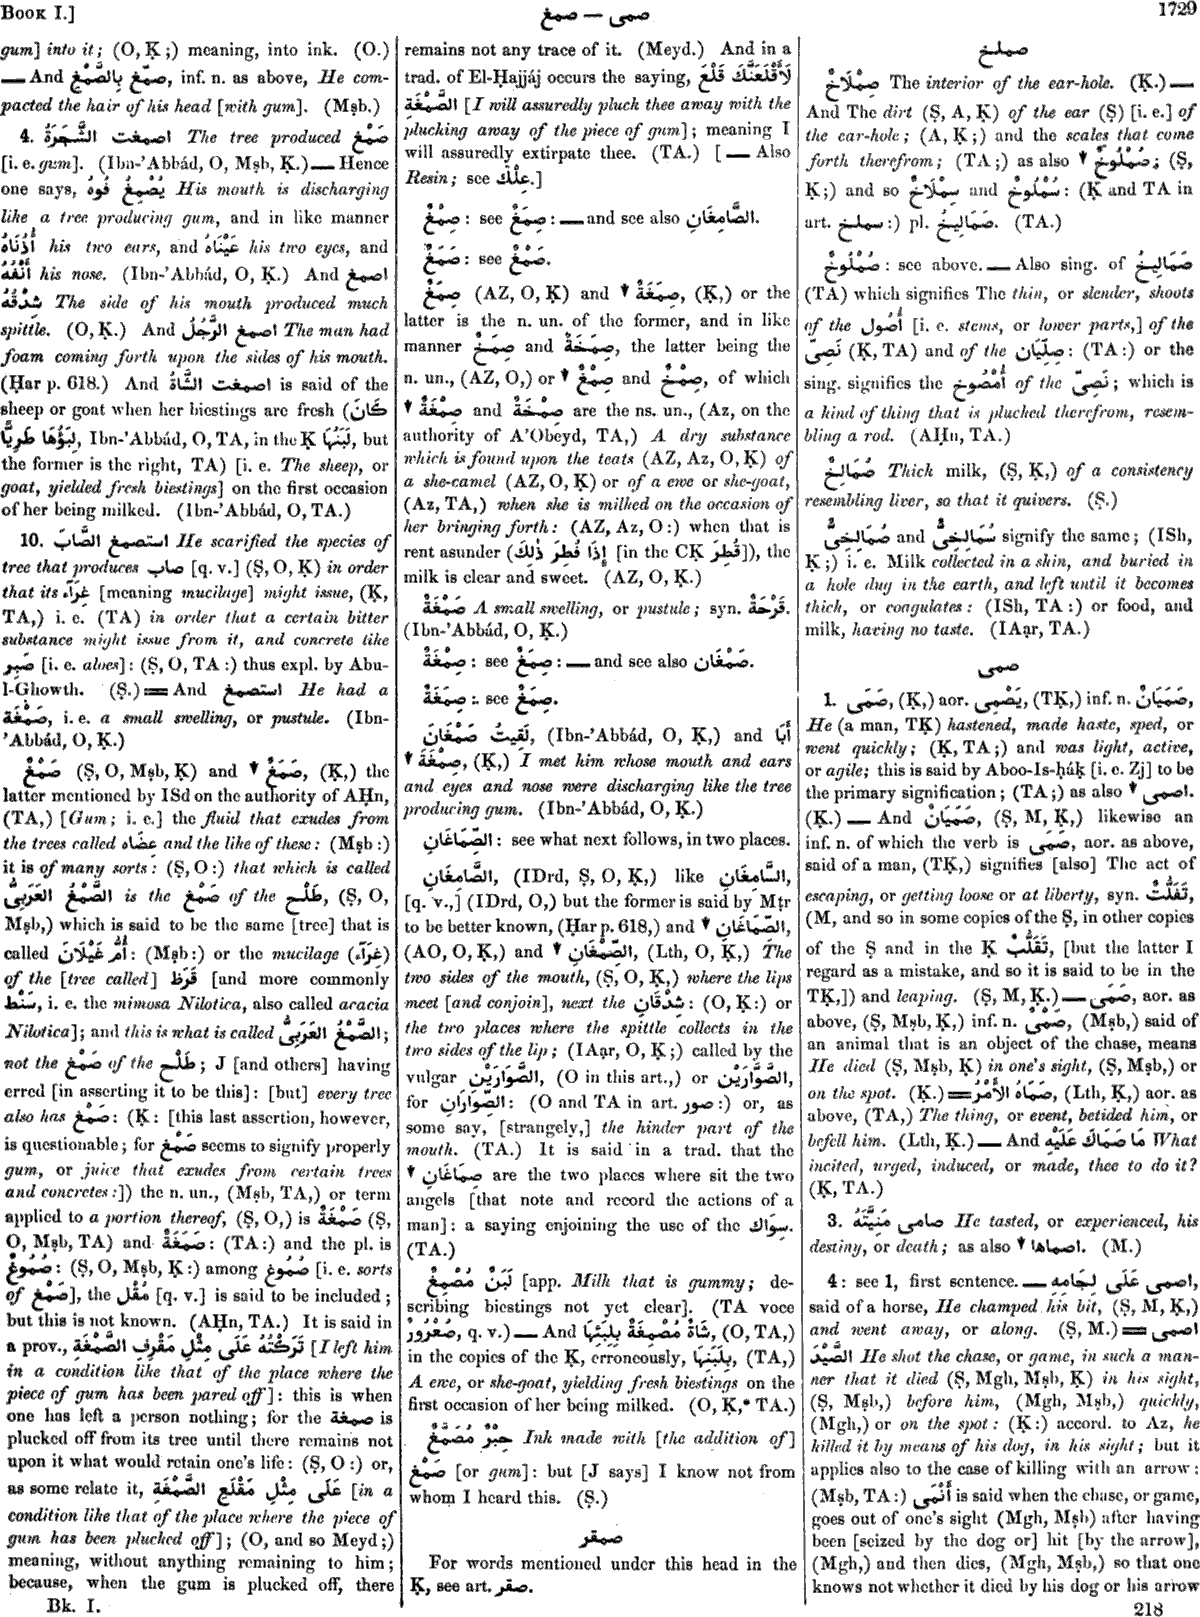 BOOK I.]
صمغ — صمى
1729
gum] into it; (O, Ḳ;) meaning, into ink. (O.)
— And صمّغ بِالصَّمْغِ, inf. n. as above, He com-
pacted the hair of his head [with gum]. (Mṣb.)
4. اصمغت الشَّجَرَةُ The tree produced صَمْغ
[i. e. gum]. (Ibn-'Abbád, O, Mṣb, Ḳ.) — Hence
one says, يُصْمِغُ فُوهُ His mouth is discharging
like a tree producing gum, and in like manner
أُذُنَاهُ his two ears, and عَيْنَاهُ his two eyes, and
أَنْفُهُ his nose. (Ibn-'Abbád, O, Ḳ.) And اصمغ
شِدْقُهُ The side of his mouth produced much
spittle. (O, Ḳ.) And اصمغ الرَّجُلُ The man had
foam coming forth upon the sides of his mouth.
(Ḥar p. 618.) And اصمغت الشَّاةُ is said of the
sheep or goat when her biestings are fresh (كَانَ
لِبَؤُهَا طَرِيًّا, Ibn-'Abbád, O, TA, in the Ḳ لَبَنُهَا, but
the former is the right, TA) [i. e. The sheep, or
goat, yielded fresh biestings] on the first occasion
of her being milked. (Ibn-'Abbád, O, TA.)
10. استصمغ الصَّابَ He scarified the species of
tree that produces صاب [q. v.] (Ṣ, O, Ḳ) in order
that its غِرَآء [meaning mucilage] might issue, (Ḳ,
TA,) i. e. (TA) in order that a certain bitter
substance might issue from it, and concrete like
صَبِر [i. e. aloes]: (Ṣ, O, TA:) thus expl. by Abu-
l-Ghowth. (Ṣ.) = And استصمغ He had a
صَمْغَة, i. e. a small swelling, or pustule. (Ibn-
'Abbád, O, Ḳ.)
صَمْغٌ (Ṣ, O, Mṣb, Ḳ) and ▼ صَمَغٌ, (Ḳ,) the
latter mentioned by ISd on the authority of AḤn,
(TA,) [Gum; i. e.] the fluid that exudes from
the trees called عِضَاه and the like of these: (Mṣb:)
it is of many sorts: (Ṣ, O:) that which is called
الصَّمْغُ العَرَبِىُّ is the صَمْغ of the طَلْح, (Ṣ, O,
Mṣb,) which is said to be the same [tree] that is
called أُمُّ غَيْلَانَ: (Mṣb:) or the mucilage (غِرَآء)
of the [tree called] قَرَظ [and more commonly
سَنْط, i. e. the mimosa Nilotica, also called acacia
Nilotica]; and this is what is called الصَّمْغُ العَرَبِىُّ;
not the صَمْغ of the طَلْح; J [and others] having
erred [in asserting it to be this]: [but] every tree
also has صَمْغ: (Ḳ: [this last assertion, however,
is questionable; for صَمْغ seems to signify properly
gum, or juice that exudes from certain trees
and concretes:]) the n. un., (Mṣb, TA,) or term
applied to a portion thereof, (Ṣ, O,) is صَمْغَةٌ (Ṣ,
O, Mṣb, TA) and صَمَغَةٌ: (TA:) and the pl. is
صُمُوغٌ: (Ṣ, O, Mṣb, Ḳ:) among صُمُوغ [i. e. sorts
of صَمْغ], the مُقْل [q. v.] is said to be included;
but this is not known. (AḤn, TA.) It is said in
a prov., تَرَكْتُهُ عَلَى مِثْلِ مَقْرِفِ الصَّمْغَةِ [I left him
in a condition like that of the place where the
piece of gum has been pared off]: this is when
one has left a person nothing; for the صمغة is
plucked off from its tree until there remains not
upon it what would retain one's life: (Ṣ, O:) or,
as some relate it, عَلَى مِثْلِ مَقْلَعِ الصَّمْغَةِ [in a
condition like that of the place where the piece of
gum has been plucked off]; (O, and so Meyd;)
meaning, without anything remaining to him;
because, when the gum is plucked off, there
Bk. I.
remains not any trace of it. (Meyd.) And in a
trad. of El-Ḥajjáj occurs the saying, لَأَقْلَعَنَّكَ قَلْعَ
الصَّمْغَةِ [I will assuredly pluck thee away with the
plucking away of the piece of gum]; meaning I
will assuredly extirpate thee. (TA.) [— Also
Resin; see عِلْكٌ.]
صِمْغٌ: see صِمَغٌ: — and see also الصَّامِغَانِ.
صَمَغٌ: see صَمْغٌ.
صِمَغٌ (AZ, O, Ḳ) and ▼ صِمَغَةٌ, (Ḳ,) or the
latter is the n. un. of the former, and in like
manner صِمَخٌ and صِمَخَةٌ, the latter being the
n. un., (AZ, O,) or ▼ صِمْغٌ and صِمْخٌ, of which
▼ صِمْغَةٌ and صِمْخَةٌ are the ns. un., (Az, on the
authority of A'Obeyd, TA,) A dry substance
which is found upon the teats (AZ, Az, O, Ḳ) of
a she-camel (AZ, O, Ḳ) or of a ewe or she-goat,
(Az, TA,) when she is milked on the occasion of
her bringing forth: (AZ, Az, O:) when that is
rent asunder (إِذَا فُطِرَ ذٰلِكَ [in the CḲ قُطِرَ]), the
milk is clear and sweet. (AZ, O, Ḳ.)
صَمْغَةٌ A small swelling, or pustule; syn. قَرْحَةٌ.
(Ibn-'Abbád, O, Ḳ.)
صِمْغَةٌ: see صِمَغٌ: — and see also صَمْغَان.
صِمَغَةٌ: see صِمَغٌ.
لَقِيتُ صَمْغَانَ, (Ibn-'Abbád, O, Ḳ,) and أَبَا
▼ صِمْغَةَ, (Ḳ,) I met him whose mouth and ears
and eyes and nose were discharging like the tree
producing gum. (Ibn-'Abbád, O, Ḳ.)
الصِّمَاغَانِ: see what next follows, in two places.
الصَّامِغَانِ, (IDrd, Ṣ, O, Ḳ,) like السَّامِغَانِ,
[q. v.,] (IDrd, O,) but the former is said by Mṭr
to be better known, (Ḥar p. 618,) and ▼ الصِّمَاغَانِ,
(AO, O, Ḳ,) and ▼ الصِّمْغَانِ, (Lth, O, Ḳ,) The
two sides of the mouth, (Ṣ, O, Ḳ,) where the lips
meet [and conjoin], next the شِدْقَانِ: (O, Ḳ:) or
the two places where the spittle collects in the
two sides of the lip; (IAạr, O, Ḳ;) called by the
vulgar الصِّوَارَيْن, (O in this art.,) or الصَّوَّارَيْن,
for الصِّوَارَانِ: (O and TA in art. صور:) or, as
some say, [strangely,] the hinder part of the
mouth. (TA.) It is said in a trad. that the
▼ صِمَاغَانِ are the two places where sit the two
angels [that note and record the actions of a
man]: a saying enjoining the use of the سِوَاك.
(TA.)
لَبَنٌ مُصْمِغٌ [app. Milk that is gummy; de-
scribing biestings not yet clear]. (TA voce
صُعْرُورٌ, q. v.) — And شَاةٌ مُصْمِغَةٌ بِلِبَئِهَا, (O, TA,)
in the copies of the Ḳ, erroneously, بِلَبَنِهَا, (TA,)
A ewe, or she-goat, yielding fresh biestings on the
first occasion of her being milked. (O, Ḳ,* TA.)
حِبْرٌ مُصَمَّغٌ Ink made with [the addition of]
صَمْغ [or gum]: but [J says] I know not from
whom I heard this. (Ṣ.)
صمقر
For words mentioned under this head in the
Ḳ, see art. صقر.
صملخ
صِمْلَاخٌ The interior of the ear-hole. (Ḳ.) —
And The dirt (Ṣ, A, Ḳ) of the ear (Ṣ) [i. e.] of
the ear-hole; (A, Ḳ;) and the scales that come
forth therefrom; (TA;) as also ▼ صُمْلُوخٌ; (Ṣ,
Ḳ;) and so سِمْلَاخٌ and سُمْلُوخٌ: (Ḳ and TA in
art. سملخ:) pl. صَمَالِيخُ. (TA.)
صُمْلُوخٌ: see above. — Also sing. of صَمَالِيخُ
(TA) which signifies The thin, or slender, shoots
of the أُصُول [i. e. stems, or lower parts,] of the
نَصِىّ (Ḳ, TA) and of the صِلِّيَان: (TA:) or the
sing. signifies the أُمْصُوخ of the نَصِىّ; which is
a kind of thing that is plucked therefrom, resem-
bling a rod. (AḤn, TA.)
صُمَالِخٌ Thick milk, (Ṣ, Ḳ,) of a consistency
resembling liver, so that it quivers. (Ṣ.)
صُمَالِخِىٌّ and سُمَالِخِىٌّ signify the same; (ISh,
Ḳ;) i. e. Milk collected in a skin, and buried in
a hole dug in the earth, and left until it becomes
thick, or coagulates: (ISh, TA:) or food, and
milk, having no taste. (IAạr, TA.)
صمى
1. صَمَى, (Ḳ,) aor. يَصْمِى, (TḲ,) inf. n. صَمَيَانٌ,
He (a man, TḲ) hastened, made haste, sped, or
went quickly; (Ḳ, TA;) and was light, active,
or agile; this is said by Aboo-Is-ḥáḳ [i. e. Zj] to be
the primary signification; (TA;) as also ▼ اصمى.
(Ḳ.) — And صَمَيَانٌ, (Ṣ, M, Ḳ,) likewise an
inf. n. of which the verb is صَمَى, aor. as above,
said of a man, (TḲ,) signifies [also] The act of
escaping, or getting loose or at liberty, syn. تَفَلُّتٌ,
(M, and so in some copies of the Ṣ, in other copies
of the Ṣ and in the Ḳ تَقَلُّبٌ, [but the latter I
regard as a mistake, and so it is said to be in the
TḲ,]) and leaping. (Ṣ, M, Ḳ.) — صَمَى, aor. as
above, (Ṣ, Mṣb, Ḳ,) inf. n. صَمْىٌ, (Mṣb,) said of
an animal that is an object of the chase, means
He died (Ṣ, Mṣb, Ḳ) in one's sight, (Ṣ, Mṣb,) or
on the spot. (Ḳ.) = صَمَاهُ الأَمْرُ, (Lth, Ḳ,) aor. as
above, (TA,) The thing, or event, betided him, or
befell him. (Lth, Ḳ.) — And مَا صَمَاكَ عَلَيْهِ What
incited, urged, induced, or made, thee to do it?
(Ḳ, TA.)
3. صامى مَنِيَّتَهُ He tasted, or experienced, his
destiny, or death; as also ▼ اصماها. (M.)
4: see 1, first sentence. — اصمى عَلَى لِجَامِهِ,
said of a horse, He champed his bit, (Ṣ, M, Ḳ,)
and went away, or along. (Ṣ, M.) = اصمى
الصَّيْدَ He shot the chase, or game, in such a man-
ner that it died (Ṣ, Mgh, Mṣb, Ḳ) in his sight,
(Ṣ, Mṣb,) before him, (Mgh, Mṣb,) quickly,
(Mgh,) or on the spot: (Ḳ:) accord. to Az, he
killed it by means of his dog, in his sight; but it
applies also to the case of killing with an arrow:
(Mṣb, TA:) أَنْمَى is said when the chase, or game,
goes out of one's sight (Mgh, Mṣb) after having
been [seized by the dog or] hit [by the arrow],
(Mgh,) and then dies, (Mgh, Mṣb,) so that one
knows not whether it died by his dog or his arrow
218